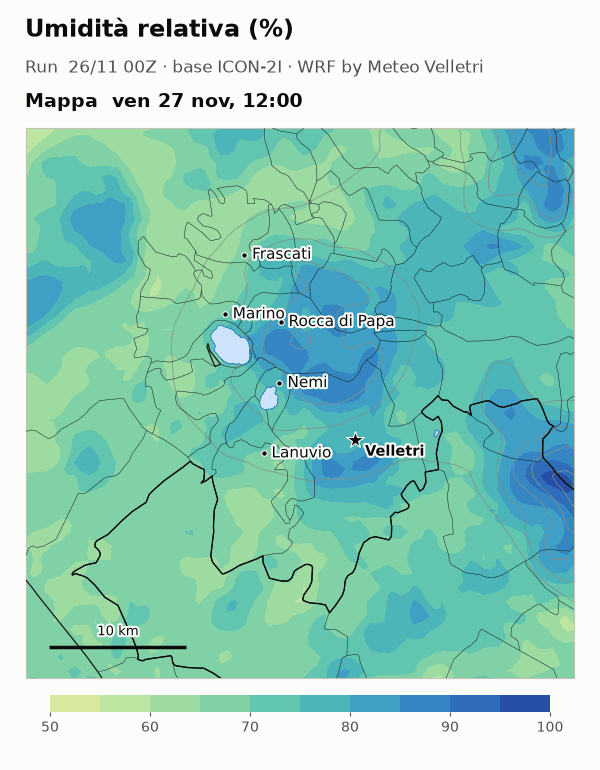 Umidità relativa (%)
Run  26/11 00Z · base ICON-2I · WRF by Meteo Velletri
Mappa  ven 27 nov, 12:00
Frascati
Marino
Rocca di Papa
Nemi
Velletri
Lanuvio
10 km
50 60 70 80 90 100